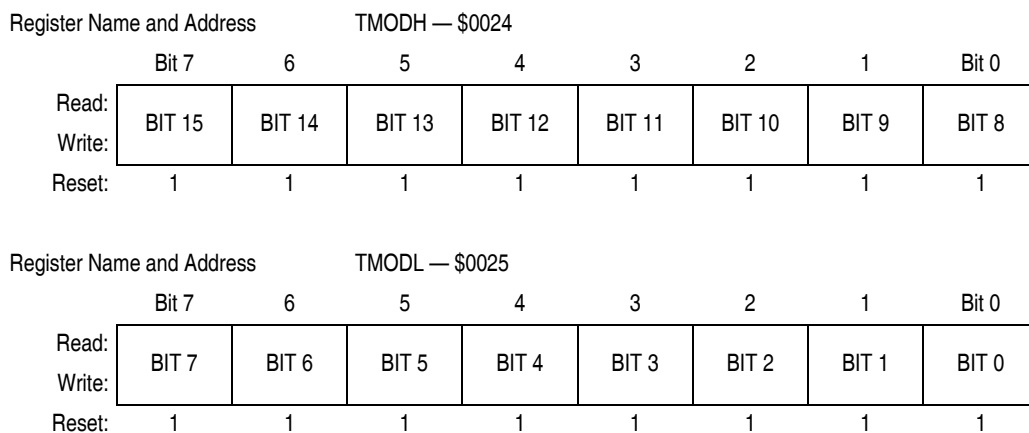 Register Name and Address TMODH — $0024
Bit 7 6 5 4 3 2 1 Bit 0
Read:
BIT 15 BIT 14 BIT 13 BIT 12 BIT 11 BIT 10 BIT 9 BIT 8
Write:
Reset: 1 1 1 1 1 1 1 1
Register Name and Address TMODL — $0025
Bit 7 6 5 4 3 2 1 Bit 0
Read:
BIT 7 BIT 6 BIT 5 BIT 4 BIT 3 BIT 2 BIT 1 BIT 0
Write:
Reset: 1 1 1 1 1 1 1 1